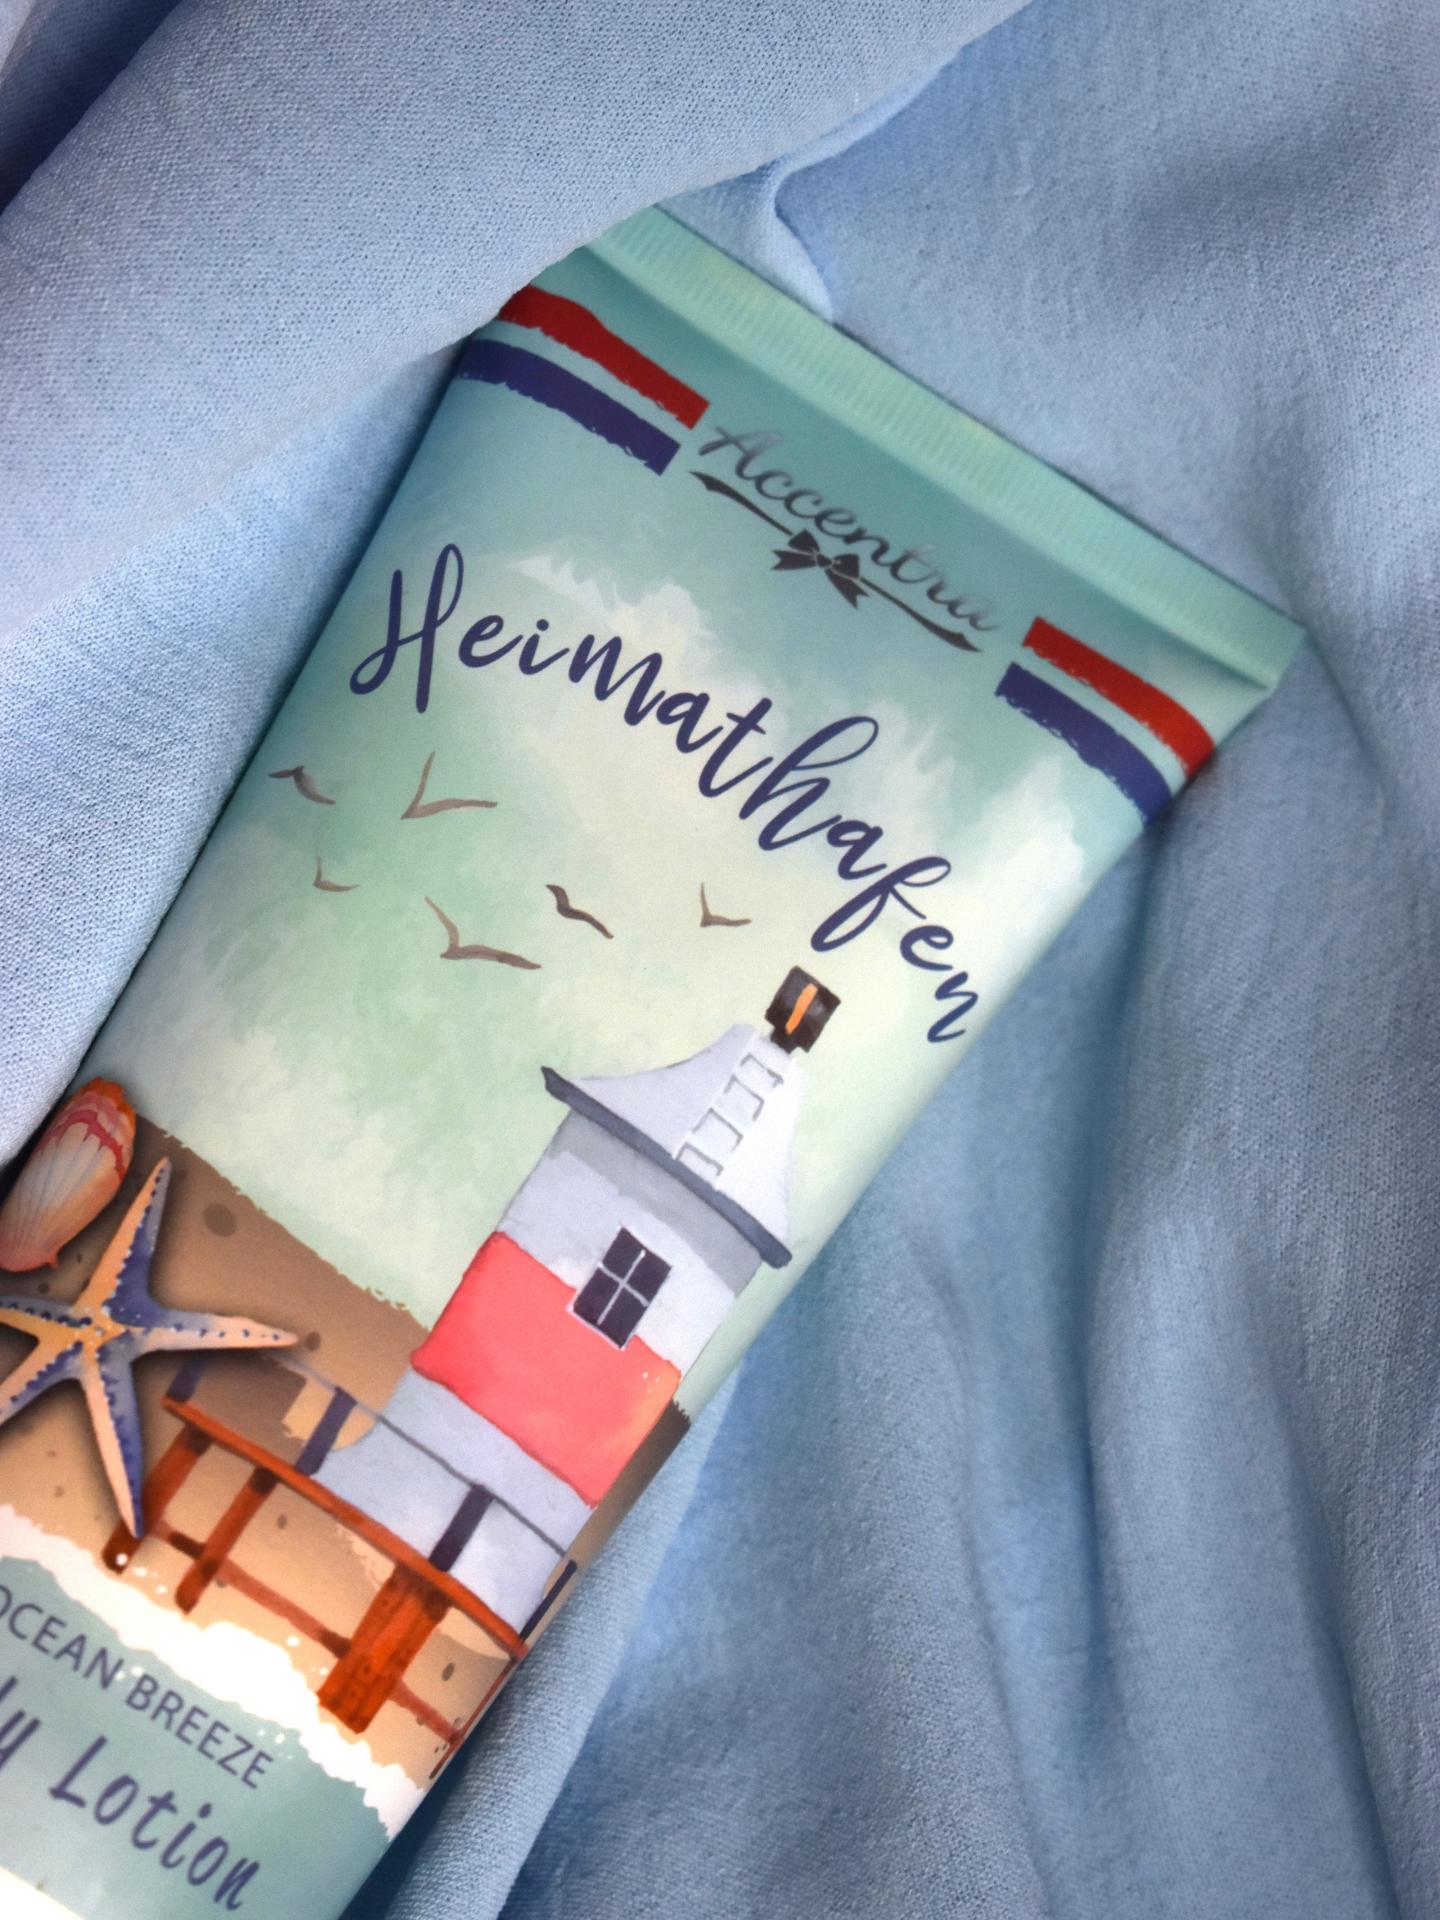 Accentra
Heimathafen
OCEAN BREEZE
y Lotion